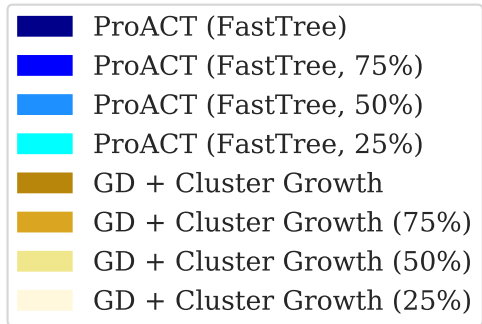 ProACT (FastTree)
ProACT (FastTree, 75%)
ProACT (FastTree, 50%)
ProACT (FastTree, 25%)
GD + Cluster Growth
GD + Cluster Growth (75%)
GD + Cluster Growth (50%)
GD + Cluster Growth (25%)